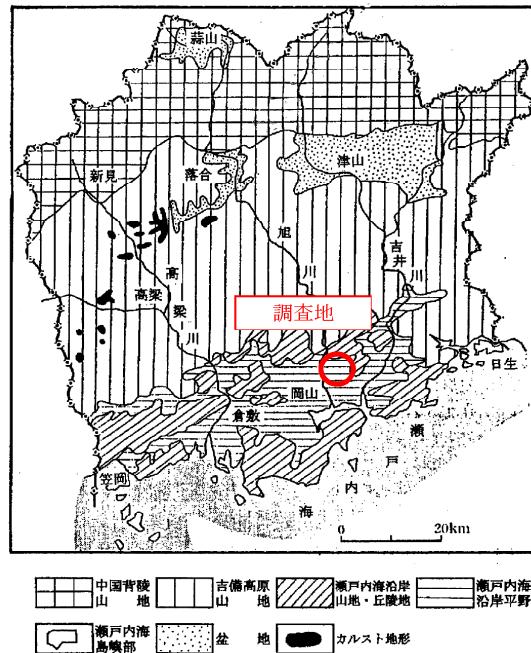 蒜山
津山
新見
落合
旭
川
吉井
川
高梁
川
高梁
調査地
日生
岡山
倉敷
瀬戸内海
笠岡
0 20km
中国背陵山地
吉備高原山地
瀬戸内海沿岸山地・丘陵地
瀬戸内海沿岸平野
瀬戸内海島嶼部
盆地
カルスト地形